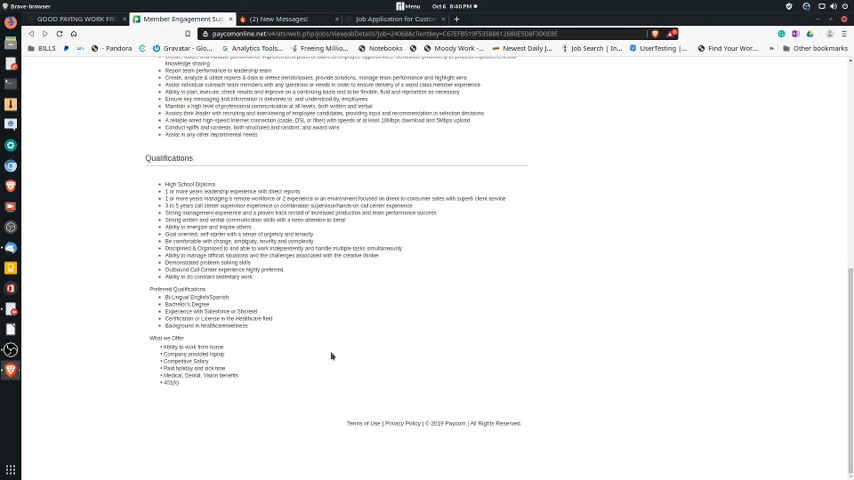 Brave-browser
Menu
Oct 6 8:40 PM
GOOD PAYING WORK FR
Member Engagement Sup
(2) New Messages!
Job Application for Custom
paycomonline.net/v4/ats/web.php/jobs/ViewJobDetails?job=24068&clientkey=C67EFB519F53588612680E5D8F3D0E8E
BILLS
- Pandora
Gravatar - Glo...
Analytics Tools...
Freeing Million...
Notebooks
Moody Work -...
Newest Daily J...
Job Search | In...
UserTesting |...
Find Your Wor...
Other bookmarks
knowledge sharing
Report team performance to leadership team
Create, analyze & utilize reports & data to detect trends/issues, provide solutions, manage team performance and highlight wins
Assist individual outreach team members with any questions or needs in order to ensure delivery of a world class member experience
Ability to plan, execute, check results and improve on a continuing basis and to be flexible, fluid and reprioritize as necessary
Ensure key messaging and information is delivered to, and understood by, employees
Maintain a high level of professional communication at all levels, both written and verbal
Assists their leader with recruiting and interviewing of employee candidates, providing input and recommendation in selection decisions.
A reliable wired high-speed Internet connection (cable, DSL or fiber) with speeds of at least 10Mbps download and 5Mbps upload.
Conduct spiffs and contests, both structured and random, and award wins
Assist in any other departmental needs
Qualifications
High School Diploma
1 or more years leadership experience with direct reports
1 or more years managing a remote workforce or 2 experience in an environment focused on direct-to-consumer sales with superb client service
3 to 5 years call center supervisor experience or combination supervisor/hands-on call center experience
Strong management experience and a proven track record of increased production and team performance success
Strong written and verbal communication skills with a keen attention to detail
Ability to energize and inspire others
Goal oriented, self-starter with a sense of urgency and tenacity
Be comfortable with change, ambiguity, novelty and complexity
Disciplined & Organized to and able to work independently and handle multiple tasks simultaneously
Ability to manage difficult situations and the challenges associated with the creative thinker
Demonstrated problem solving skills
Outbound Call Center experience highly preferred
Ability to do constant sedentary work
Preferred Qualifications
Bi-Lingual English/Spanish
Bachelor's Degree
Experience with Salesforce or Shoretel
Certification or License in the Healthcare field
Background in healthcare/wellness
What we Offer
• Ability to work from home
• Company provided laptop
• Competitive Salary
• Paid holiday and sick time
• Medical, Dental, Vision benefits
• 401(k)
Terms of Use | Privacy Policy | © 2019 Paycom | All Rights Reserved.